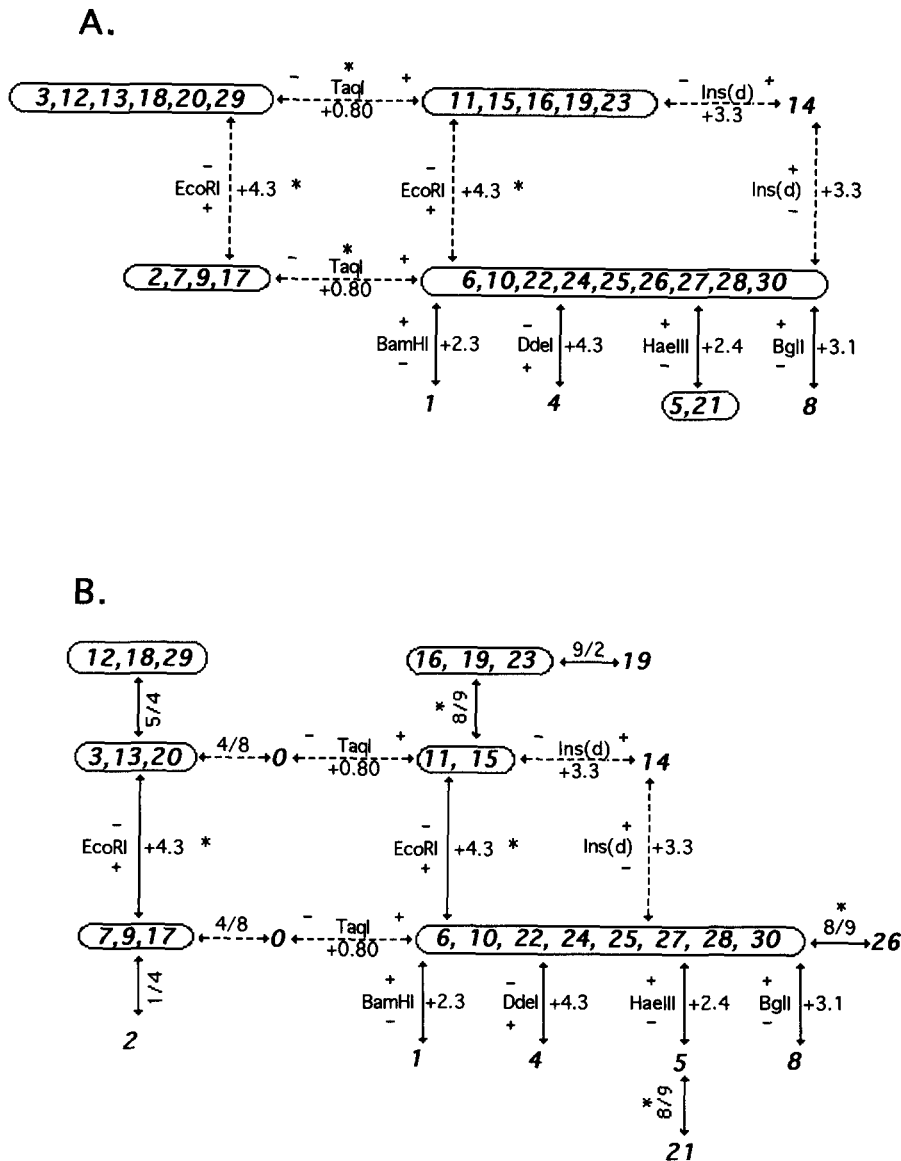 A.
3,12,13,18,20,29
− * +
TaqI
+0.80
11,15,16,19,23
− Ins(d) +
+3.3
14
−
EcoRI +4.3 *
+
−
EcoRI +4.3 *
+
+
Ins(d) +3.3
−
2,7,9,17
− * +
TaqI
+0.80
6,10,22,24,25,26,27,28,30
+
BamHI +2.3
−
−
DdeI +4.3
+
+
HaeIII +2.4
−
+
BglI +3.1
−
1
4
5,21
8
B.
12,18,29
16, 19, 23
9/2
19
5/4
* 8/9
3,13,20
4/8
0
− TaqI +
+0.80
11, 15
− Ins(d) +
+3.3
14
−
EcoRI +4.3 *
+
−
EcoRI +4.3 *
+
+
Ins(d) +3.3
−
7,9,17
4/8
0
− TaqI +
+0.80
6, 10, 22, 24, 25, 27, 28, 30
*
8/9
26
1/4
2
+
BamHI +2.3
−
−
DdeI +4.3
+
+
HaeIII +2.4
−
+
BglI +3.1
−
1
4
5
8
* 8/9
21